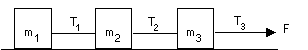 m₁ T₁ m₂ T₂ m₃ T₃ F